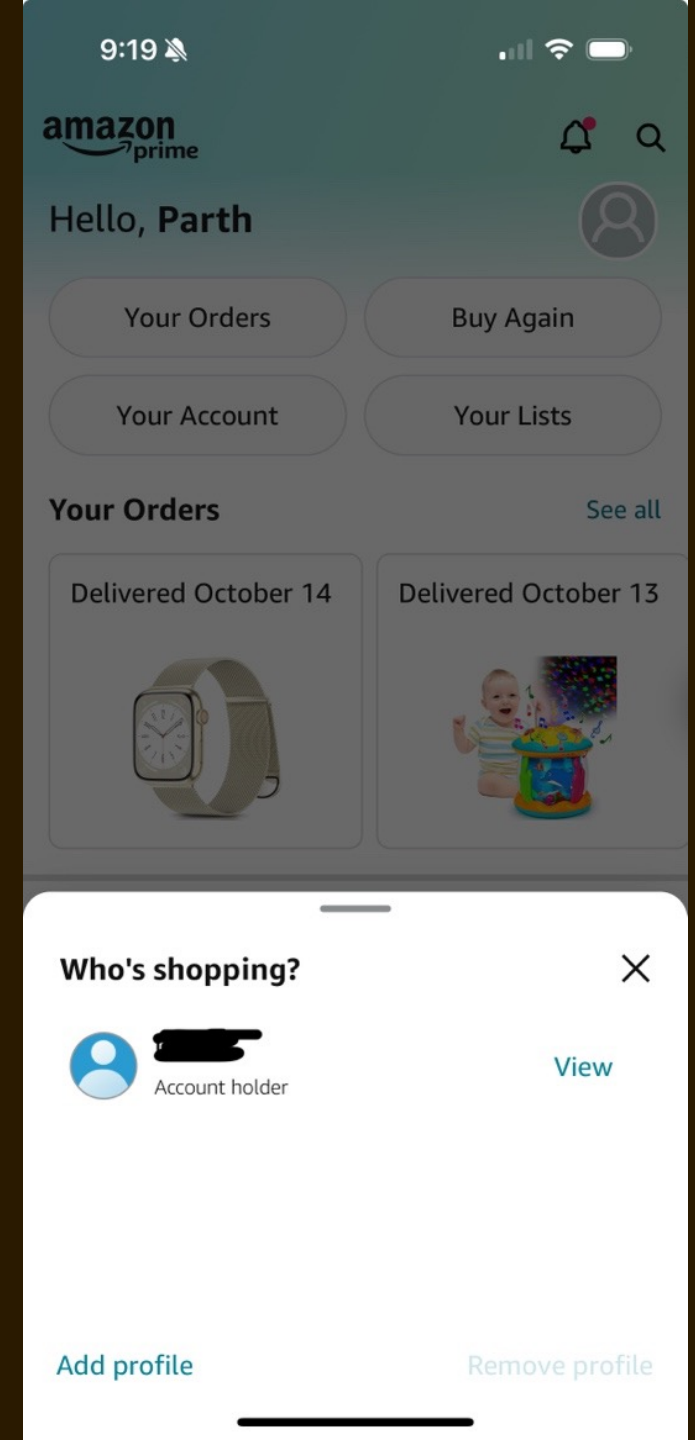 9:19
amazon
prime
Hello, Parth
Your Orders
Buy Again
Your Account
Your Lists
Your Orders
See all
Delivered October 14
Delivered October 13
Who's shopping?
Account holder
View
Add profile
Remove profile